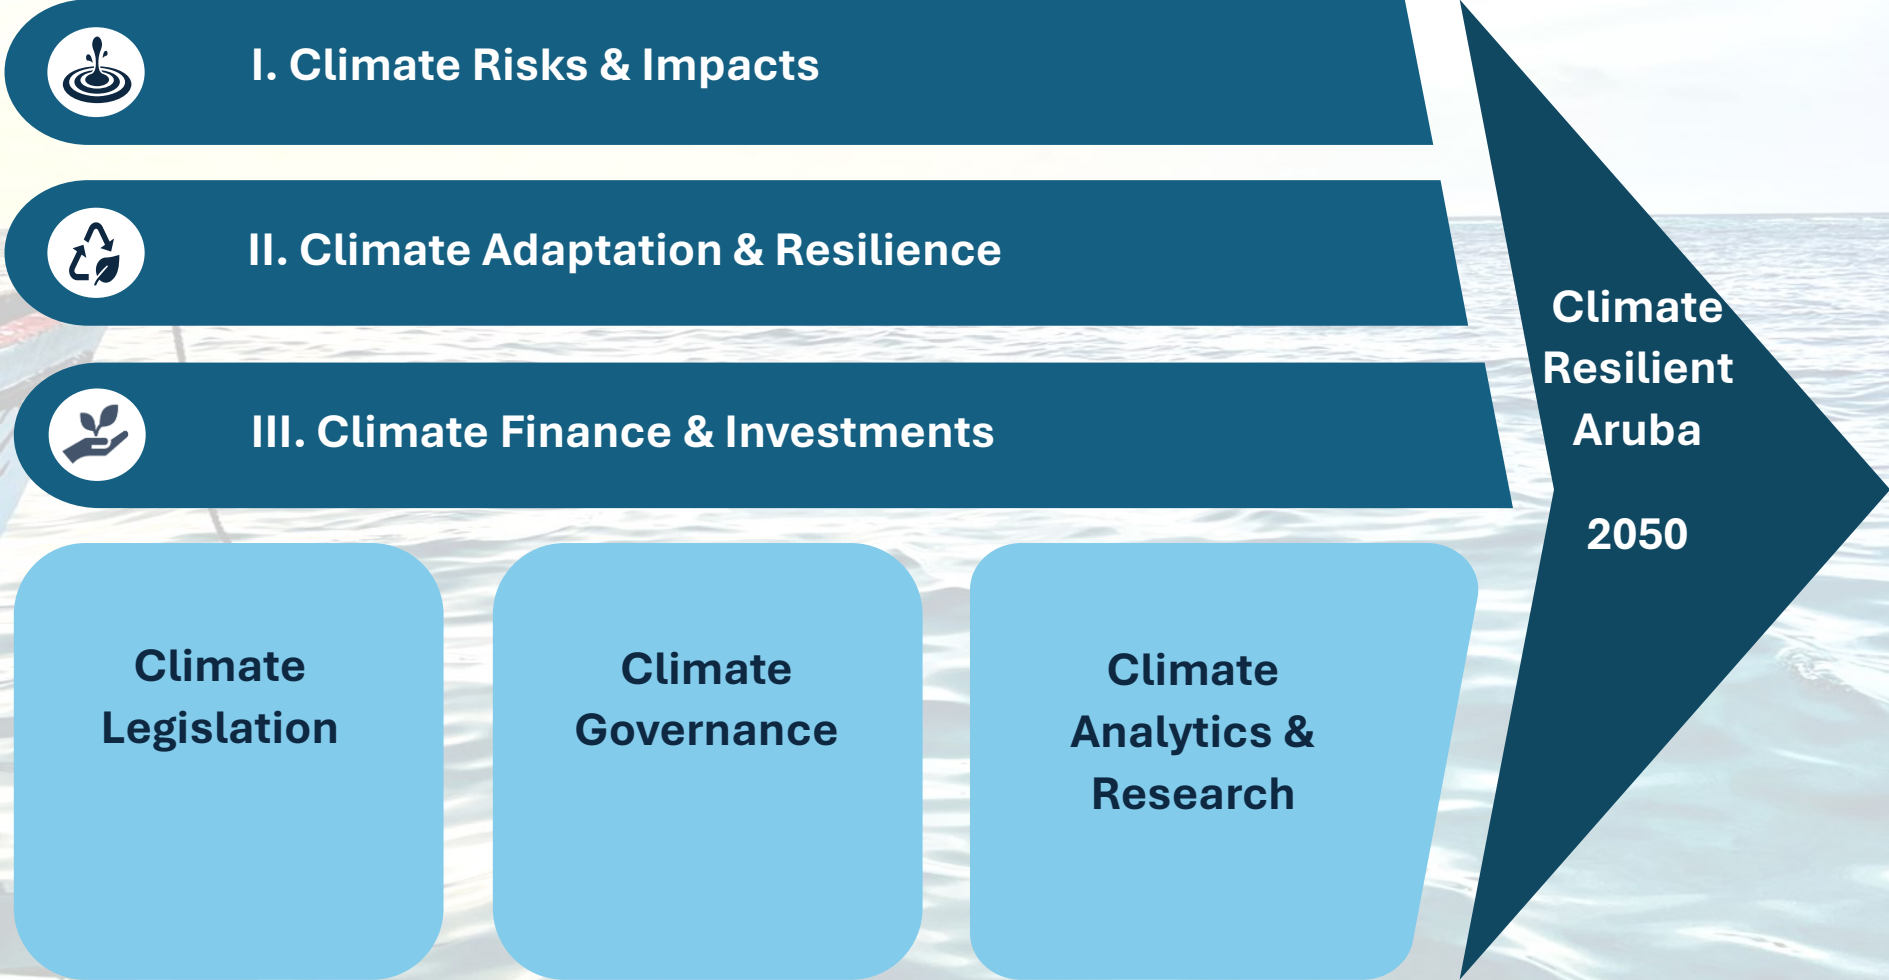 I. Climate Risks & Impacts
II. Climate Adaptation & Resilience
III. Climate Finance & Investments
Climate
Resilient
Aruba
2050
Climate
Legislation
Climate
Governance
Climate
Analytics &
Research